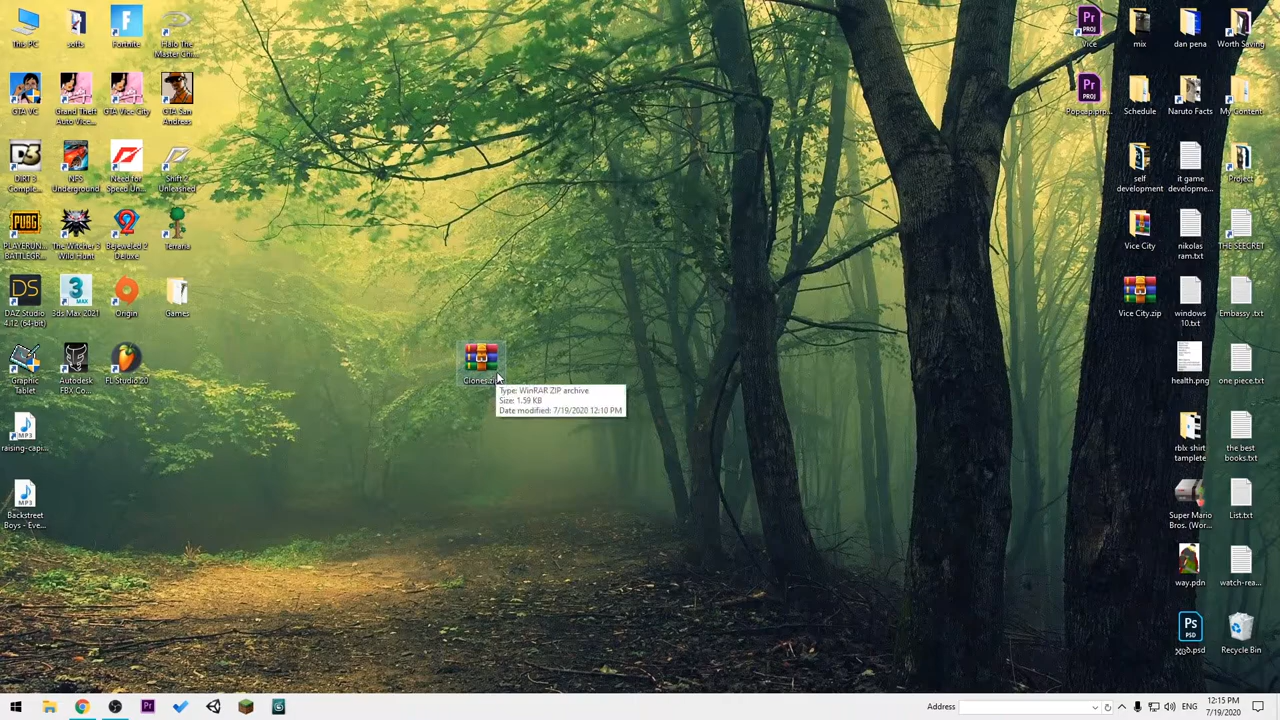 This PC
softs
Fortnite
Halo The
Master Chi...
GTA VC
Grand Theft
Auto Vice...
GTA Vice City
GTA San
Andreas
DiRT 3
Comple...
NFS
Underground
Need for
Speed Un...
Shift 2
Unleashed
PLAYERUN...
BATTLEGR...
The Witcher 3
Wild Hunt
Bejeweled 2
Deluxe
Terraria
DAZ Studio
4.12 (64-bit)
3ds Max 2021
Origin
Games
Graphic
Tablet
Autodesk
FBX Co...
FL Studio 20
raising-capi...
Backstreet
Boys - Eve...
Clones.zip
Type: WinRAR ZIP archive
Size: 1.59 KB
Date modified: 7/19/2020 12:10 PM
Vice
mix
dan pena
Worth Saving
Popcap.prp...
Schedule
Naruto Facts
My Content
self
development
it game
developme...
Project
Vice City
nikolas
ram.txt
THE SEECRET
Vice City.zip
windows
10.txt
Embassy .txt
health.png
one piece.txt
rblx shirt
tamplete
the best
books.txt
Super Mario
Bros. (Wor...
List.txt
way.pdn
watch-rea...
Recycle Bin
Address
ENG
12:15 PM
7/19/2020